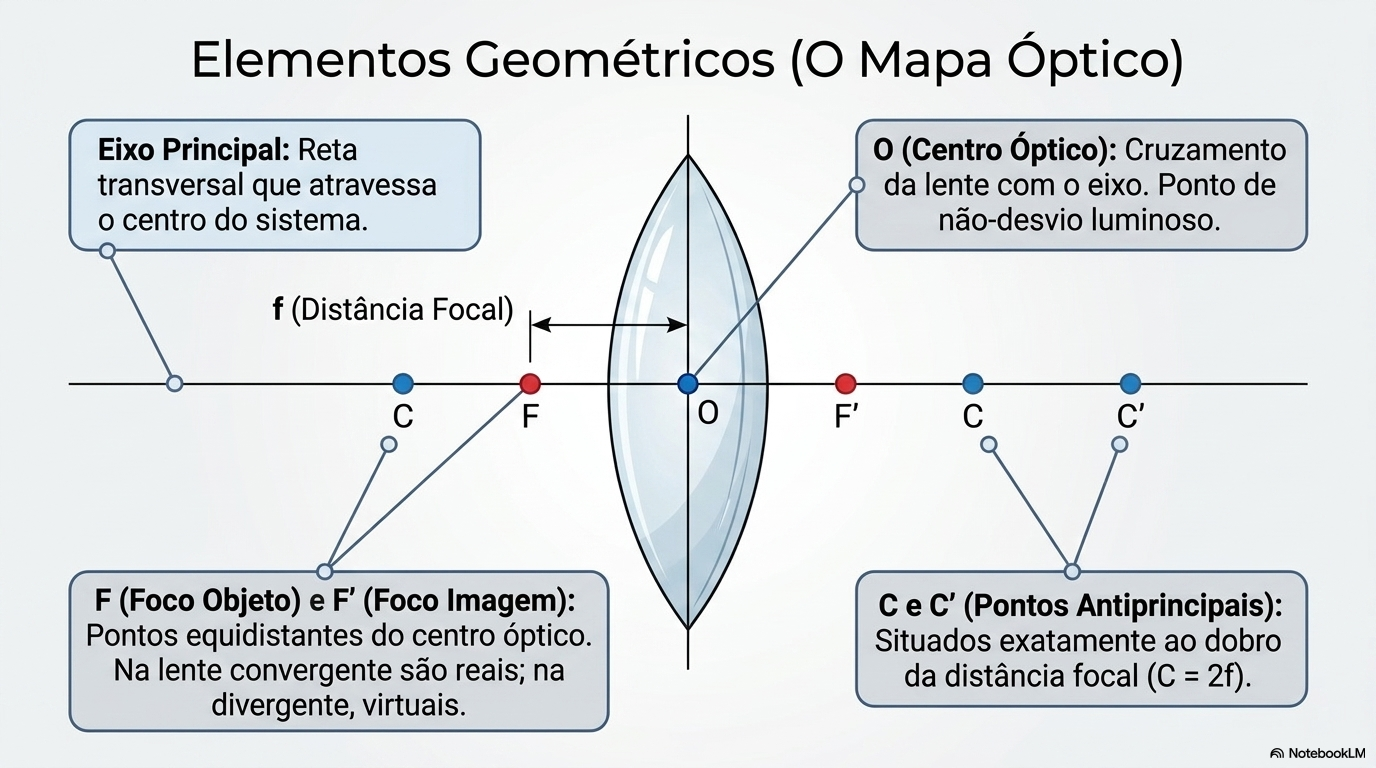 Elementos Geométricos (O Mapa Óptico)
Eixo Principal: Reta
transversal que atravessa
o centro do sistema.
O (Centro Óptico): Cruzamento
da lente com o eixo. Ponto de
não-desvio luminoso.
f (Distância Focal)
C
F
O
F’
C
C’
F (Foco Objeto) e F’ (Foco Imagem):
Pontos equidistantes do centro óptico.
Na lente convergente são reais; na
divergente, virtuais.
C e C’ (Pontos Antiprincipais):
Situados exatamente ao dobro
da distância focal (C = 2f).
NotebookLM